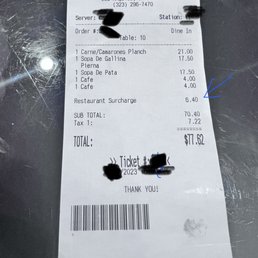 (323) 296-7470
Server:
Station:
Order #:
Dine In
Table: 10
1 Carne/Camarones Planch 21.00
1 Sopa De Gallina 17.50
Pierna
1 Sopa De Pata 17.50
1 Cafe 4.00
1 Cafe 4.00
Restaurant Surcharge 6.40
SUB TOTAL: 70.40
Tax 1: 7.22
TOTAL: $77.62
>> Ticket
/2023
THANK YOU!